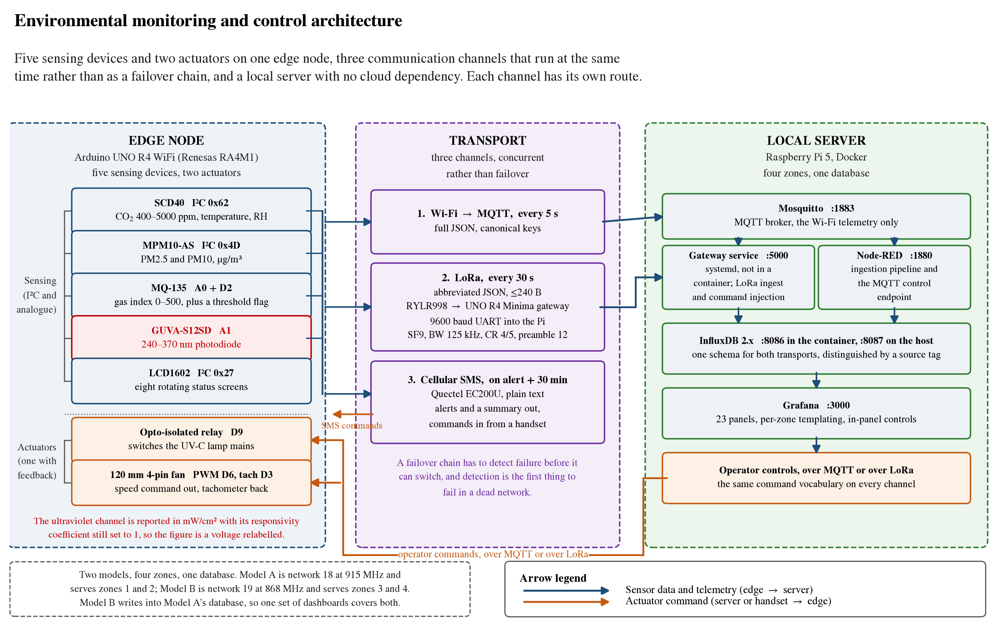 Environmental monitoring and control architecture
Five sensing devices and two actuators on one edge node, three communication channels that run at the same
time rather than as a failover chain, and a local server with no cloud dependency. Each channel has its own route.
EDGE NODE
Arduino UNO R4 WiFi (Renesas RA4M1)
five sensing devices, two actuators
Sensing
(I²C and
analogue)
SCD40 I²C 0x62
CO₂ 400–5000 ppm, temperature, RH
MPM10-AS I²C 0x4D
PM2.5 and PM10, µg/m³
MQ-135 A0 + D2
gas index 0–500, plus a threshold flag
GUVA-S12SD A1
240–370 nm photodiode
LCD1602 I²C 0x27
eight rotating status screens
Actuators
(one with
feedback)
Opto-isolated relay D9
switches the UV-C lamp mains
120 mm 4-pin fan PWM D6, tach D3
speed command out, tachometer back
The ultraviolet channel is reported in mW/cm² with its responsivity
coefficient still set to 1, so the figure is a voltage relabelled.
TRANSPORT
three channels, concurrent
rather than failover
1. Wi-Fi → MQTT, every 5 s
full JSON, canonical keys
2. LoRa, every 30 s
abbreviated JSON, ≤240 B
RYLR998 → UNO R4 Minima gateway
9600 baud UART into the Pi
SF9, BW 125 kHz, CR 4/5, preamble 12
3. Cellular SMS, on alert + 30 min
Quectel EC200U, plain text
alerts and a summary out,
commands in from a handset
SMS commands
A failover chain has to detect failure before it
can switch, and detection is the first thing to
fail in a dead network.
LOCAL SERVER
Raspberry Pi 5, Docker
four zones, one database
Mosquitto :1883
MQTT broker, the Wi-Fi telemetry only
Gateway service :5000
systemd, not in a
container; LoRa ingest
and command injection
Node-RED :1880
ingestion pipeline and
the MQTT control
endpoint
InfluxDB 2.x :8086 in the container, :8087 on the host
one schema for both transports, distinguished by a source tag
Grafana :3000
23 panels, per-zone templating, in-panel controls
Operator controls, over MQTT or over LoRa
the same command vocabulary on every channel
operator commands, over MQTT or over LoRa
Two models, four zones, one database. Model A is network 18 at 915 MHz and
serves zones 1 and 2; Model B is network 19 at 868 MHz and serves zones 3 and 4.
Model B writes into Model A’s database, so one set of dashboards covers both.
Arrow legend
Sensor data and telemetry (edge → server)
Actuator command (server or handset → edge)